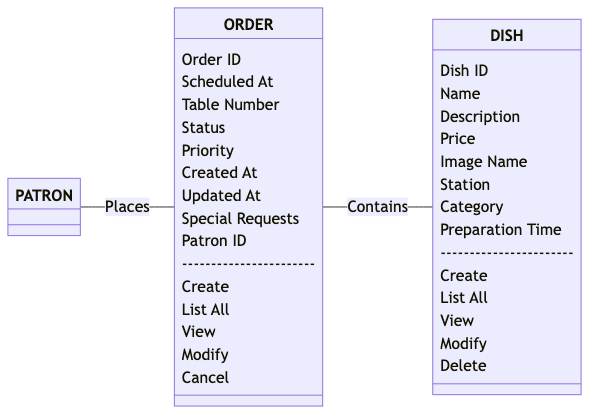 PATRON
Places
ORDER
Order ID
Scheduled At
Table Number
Status
Priority
Created At
Updated At
Special Requests
Patron ID
-----------------------
Create
List All
View
Modify
Cancel
Contains
DISH
Dish ID
Name
Description
Price
Image Name
Station
Category
Preparation Time
-----------------------
Create
List All
View
Modify
Delete